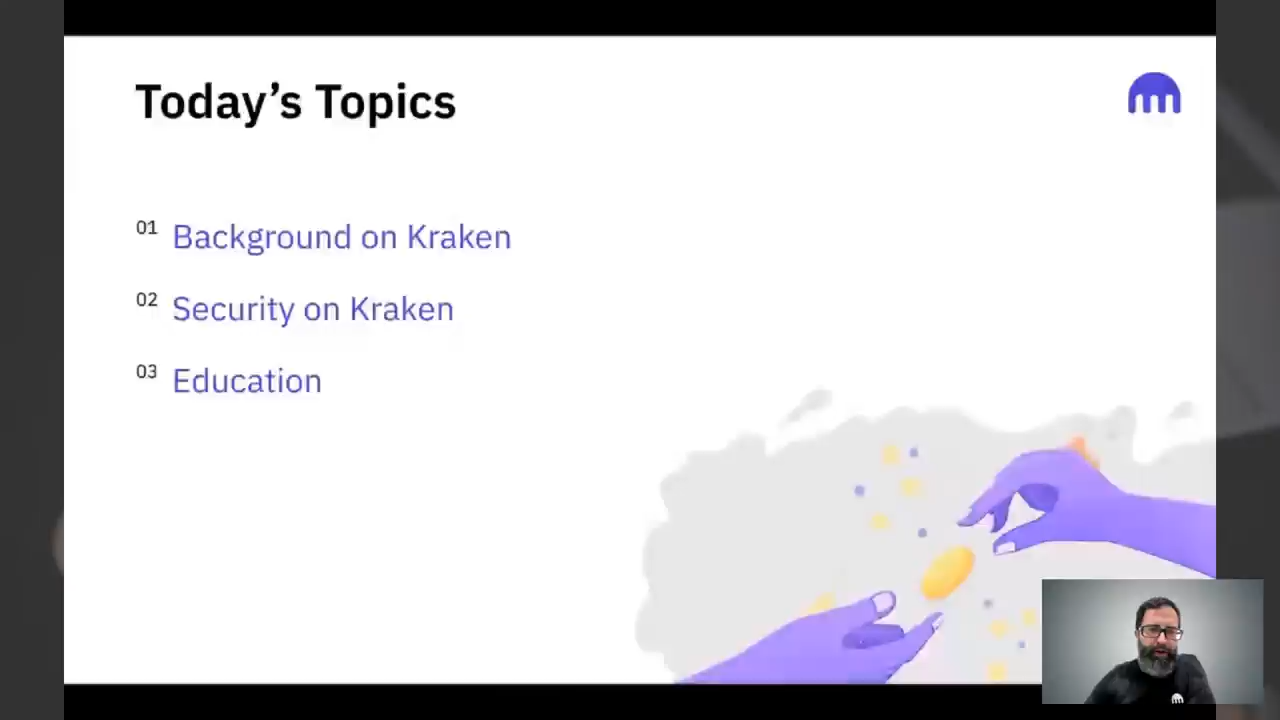 Today's Topics
01 Background on Kraken
02 Security on Kraken
03 Education